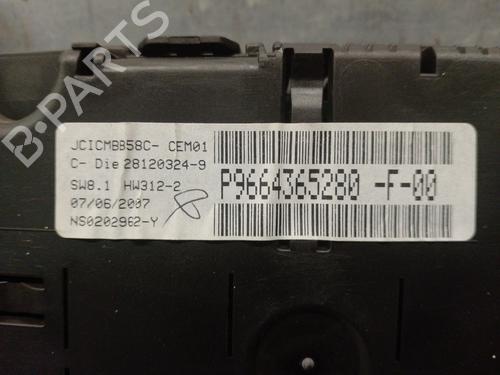 B-PARTS
JCICMBB58C- CEM01
C- Die 28120324-9
SW8.1 HW312-2
07/06/2007
NS0202962-Y
P9664365280 -F-00